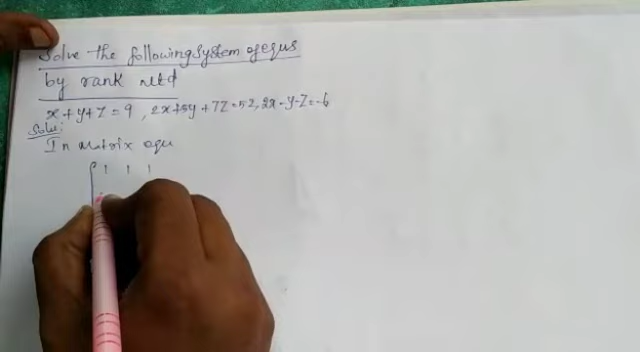 Solve the following system of equs
by rank mtd
x+y+z=9, 2x+5y+7z=52, 2x-y-z=-6
Solu:
In matrix equ
1 1 1